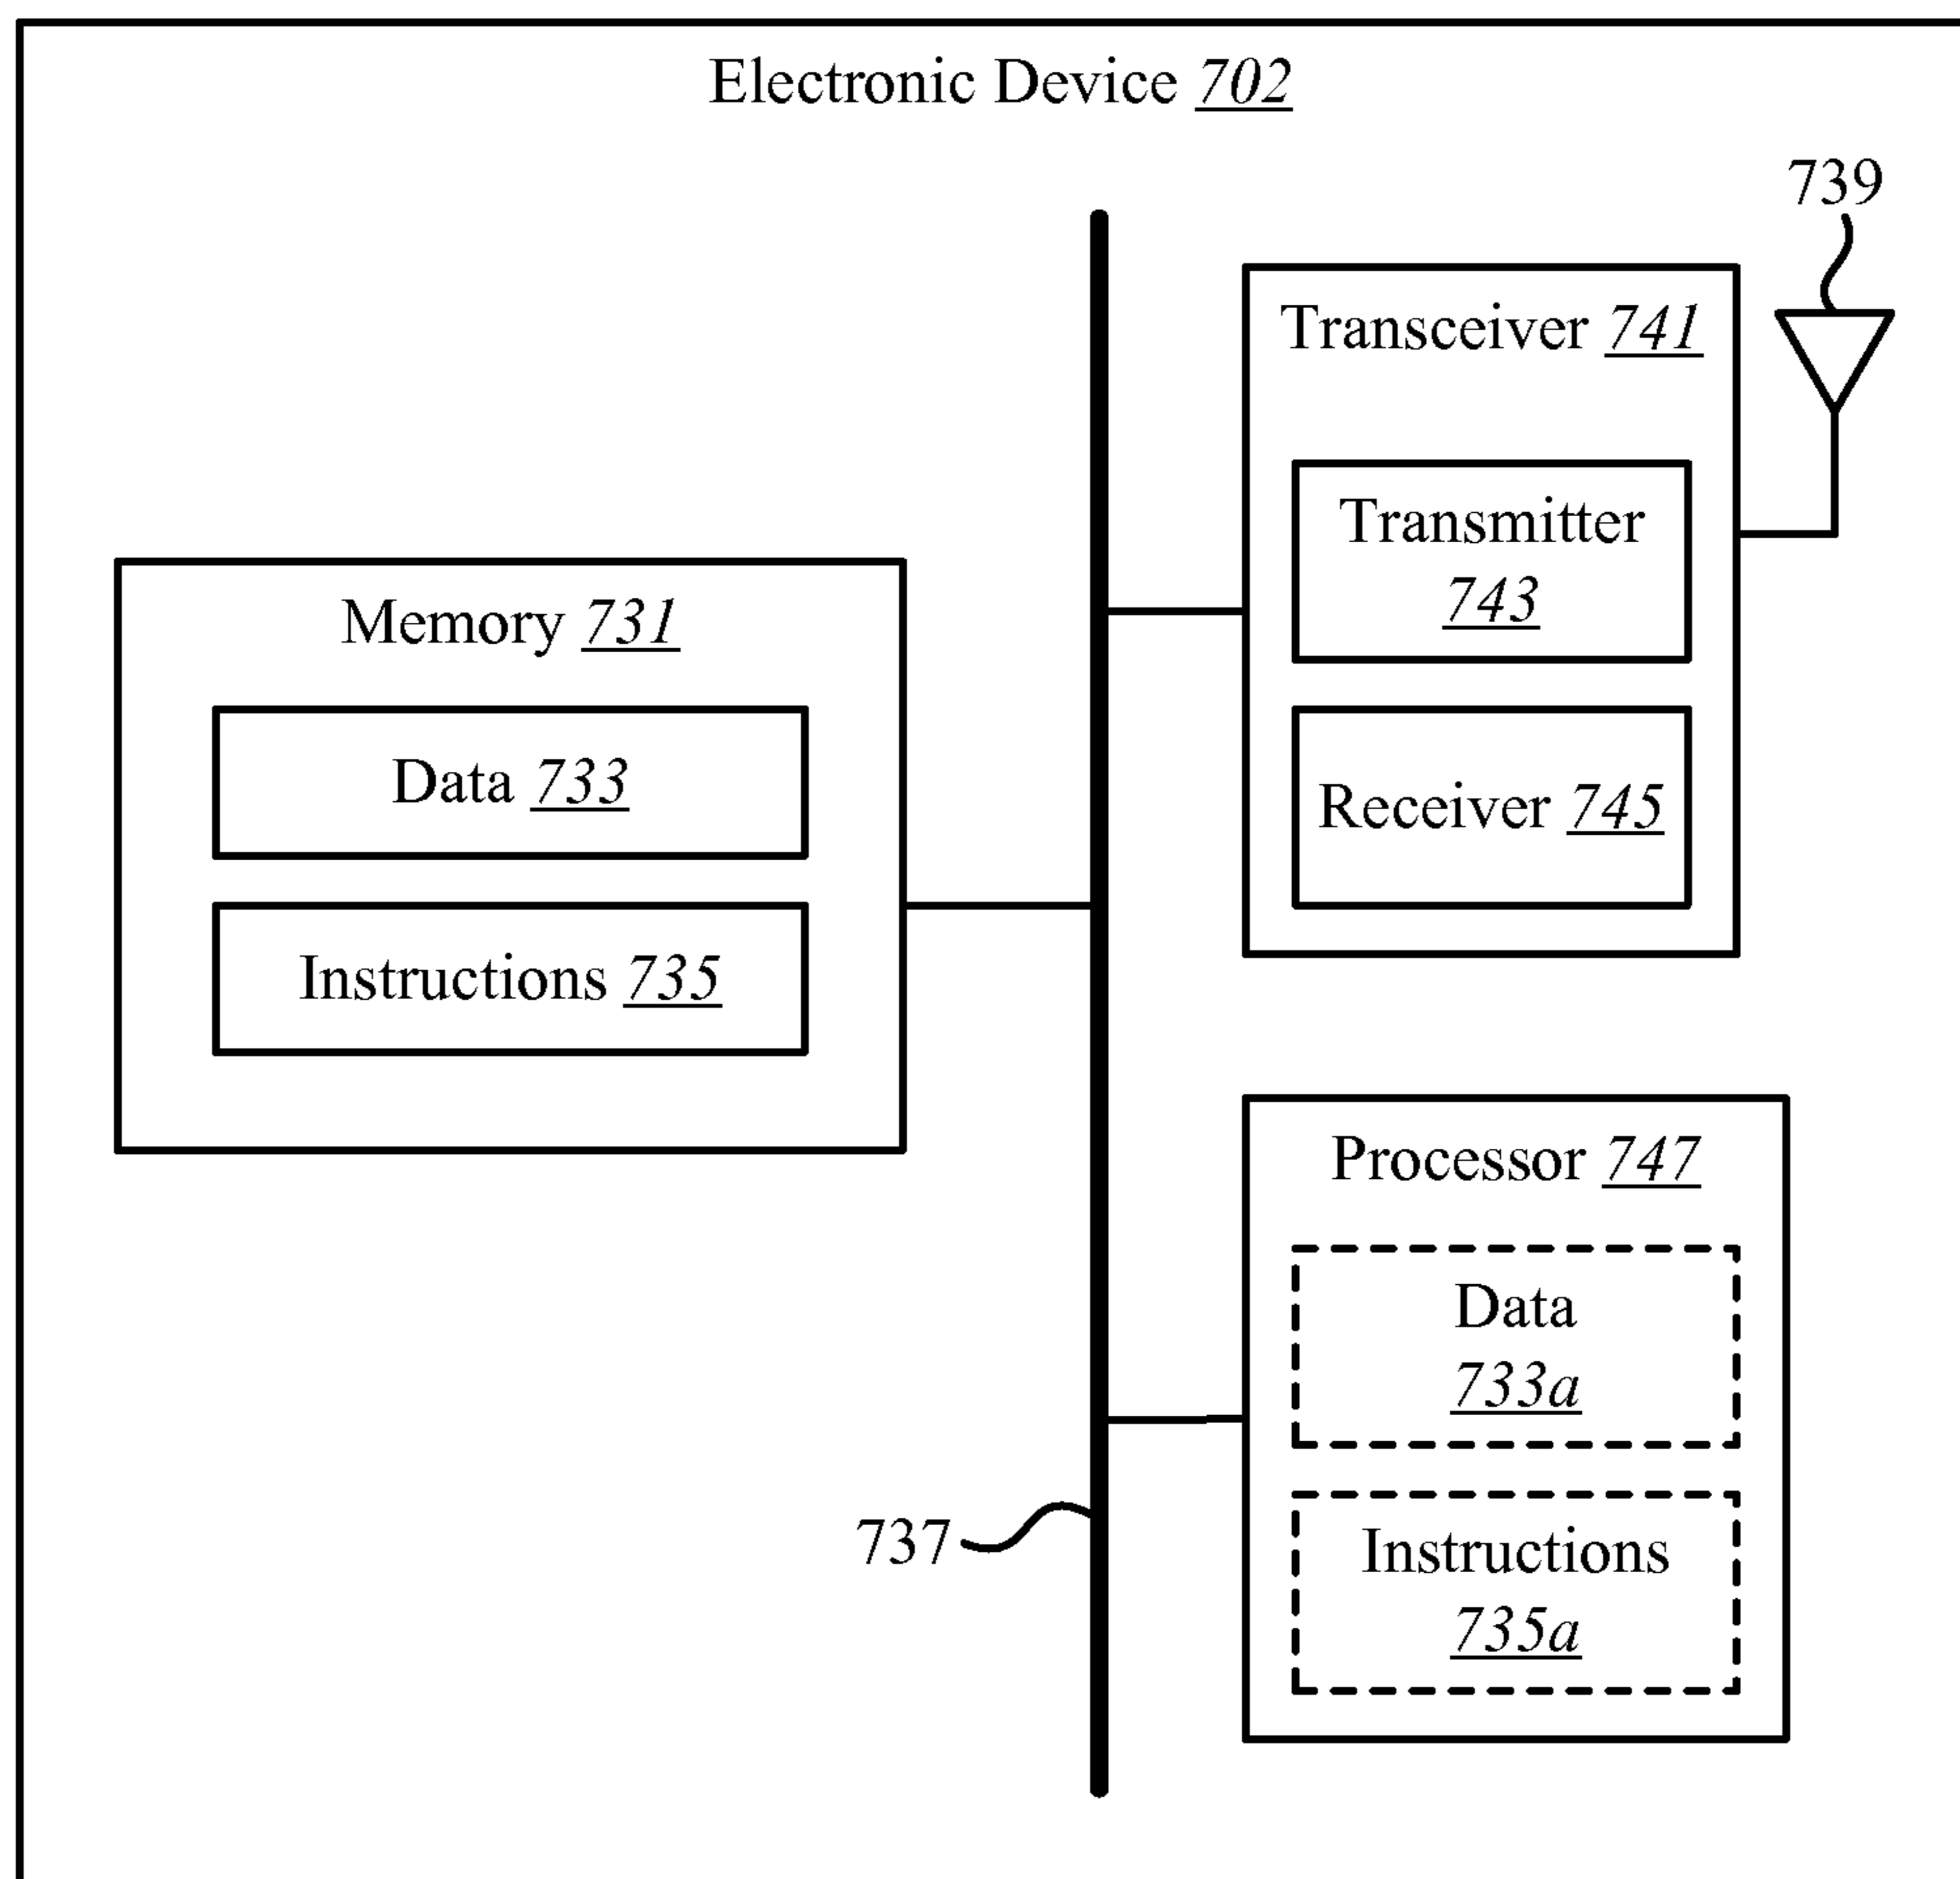 Electronic Device 702
739
Transceiver 741
Transmitter
743
Receiver 745
Memory 731
Data 733
Instructions 735
Processor 747
Data
733a
Instructions
735a
737